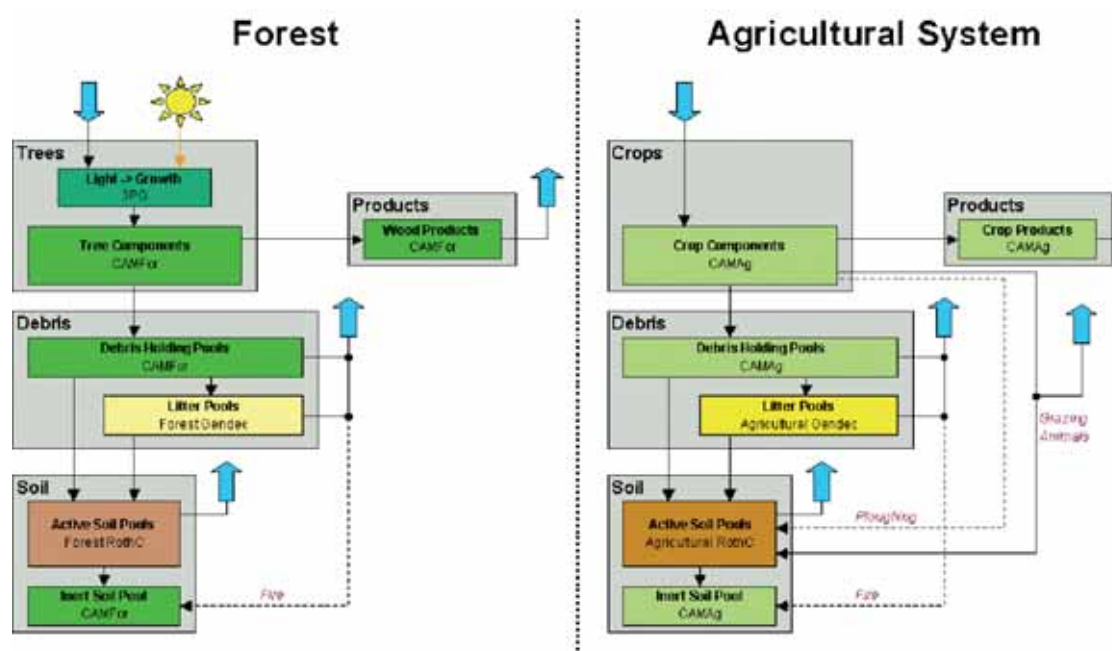 Forest
Trees
Light -> Growth
3PG
Tree Components
CAMFor
Products
Wood Products
CAMFor
Debris
Debris Holding Pools
CAMFor
Litter Pools
Forest Gendec
Soil
Active Soil Pools
Forest RothC
Inert Soil Pool
CAMFor
Fire
Agricultural System
Crops
Crop Components
CAMAg
Products
Crop Products
CAMAg
Debris
Debris Holding Pools
CAMAg
Litter Pools
Agricultural Gendec
Grazing
Animals
Soil
Ploughing
Active Soil Pools
Agricultural RothC
Inert Soil Pool
CAMAg
Fire